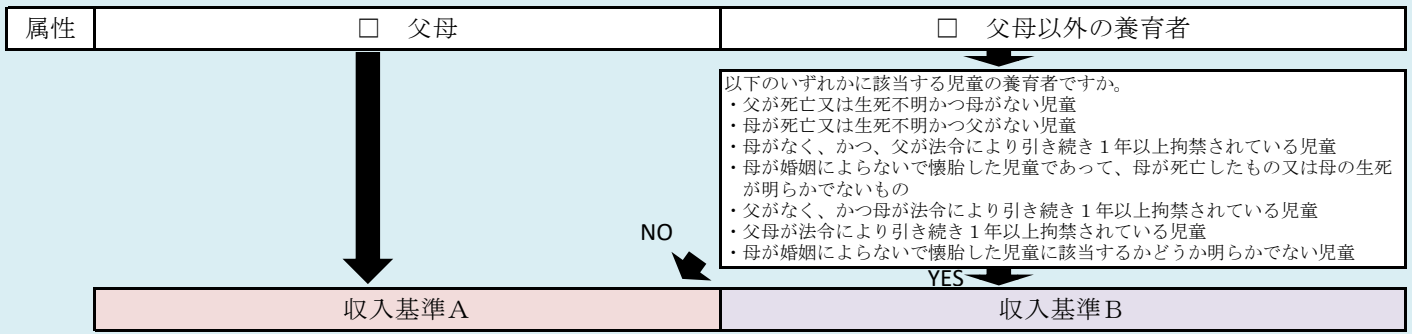 属性
□　父母
□　父母以外の養育者
以下のいずれかに該当する児童の養育者ですか。
・父が死亡又は生死不明かつ母がない児童
・母が死亡又は生死不明かつ父がない児童
・母がなく、かつ、父が法令により引き続き１年以上拘禁されている児童
・母が婚姻によらないで懐胎した児童であって、母が死亡したもの又は母の生死
が明らかでないもの
・父がなく、かつ母が法令により引き続き１年以上拘禁されている児童
・父母が法令により引き続き１年以上拘禁されている児童
・母が婚姻によらないで懐胎した児童に該当するかどうか明らかでない児童
NO
YES
収入基準Ａ
収入基準Ｂ